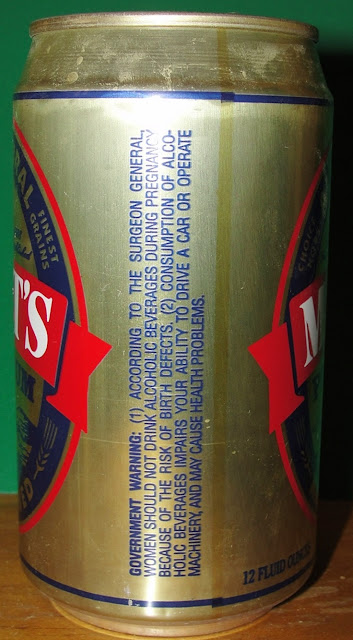 GOVERNMENT WARNING: (1) ACCORDING TO THE SURGEON GENERAL,
WOMEN SHOULD NOT DRINK ALCOHOLIC BEVERAGES DURING PREGNANCY
BECAUSE OF THE RISK OF BIRTH DEFECTS. (2) CONSUMPTION OF ALCO-
HOLIC BEVERAGES IMPAIRS YOUR ABILITY TO DRIVE A CAR OR OPERATE
MACHINERY, AND MAY CAUSE HEALTH PROBLEMS.
FINEST
GRAINS
T'S
CHOICE
12 FLUID